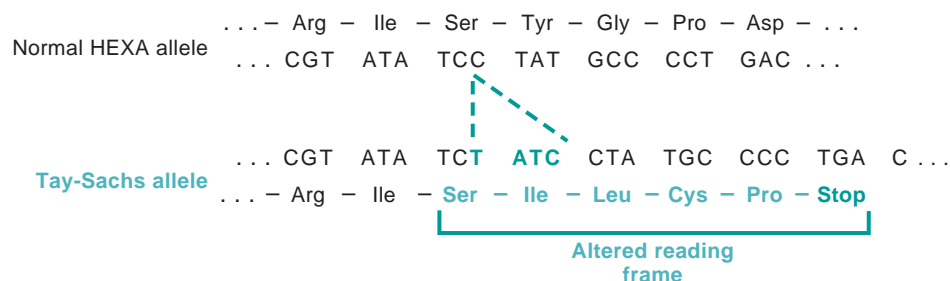 . . . – Arg – Ile – Ser – Tyr – Gly – Pro – Asp – . . .
Normal HEXA allele
. . . CGT ATA TCC TAT GCC CCT GAC . . .
. . . CGT ATA TCT ATC CTA TGC CCC TGA C . . .
Tay-Sachs allele
. . . – Arg – Ile – Ser – Ile – Leu – Cys – Pro – Stop
Altered reading
frame